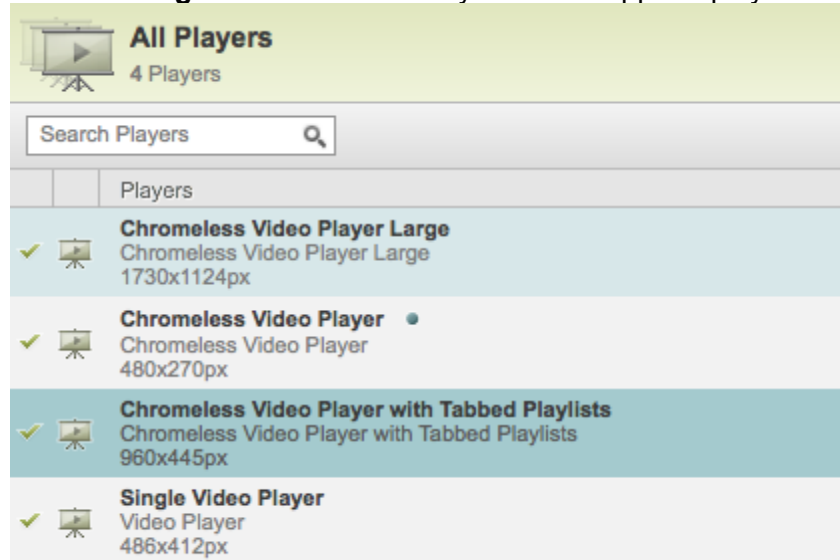 All Players
4 Players
Search Players
Players
Chromeless Video Player Large
Chromeless Video Player Large
1730x1124px
Chromeless Video Player
Chromeless Video Player
480x270px
Chromeless Video Player with Tabbed Playlists
Chromeless Video Player with Tabbed Playlists
960x445px
Single Video Player
Video Player
486x412px